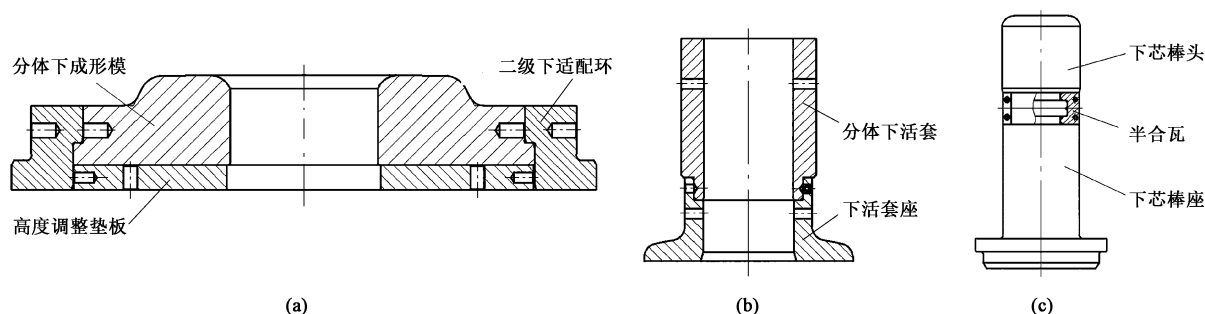 分体下成形模
二级下适配环
高度调整垫板
(a)
分体下活套
下活套座
(b)
下芯棒头
半合瓦
下芯棒座
(c)